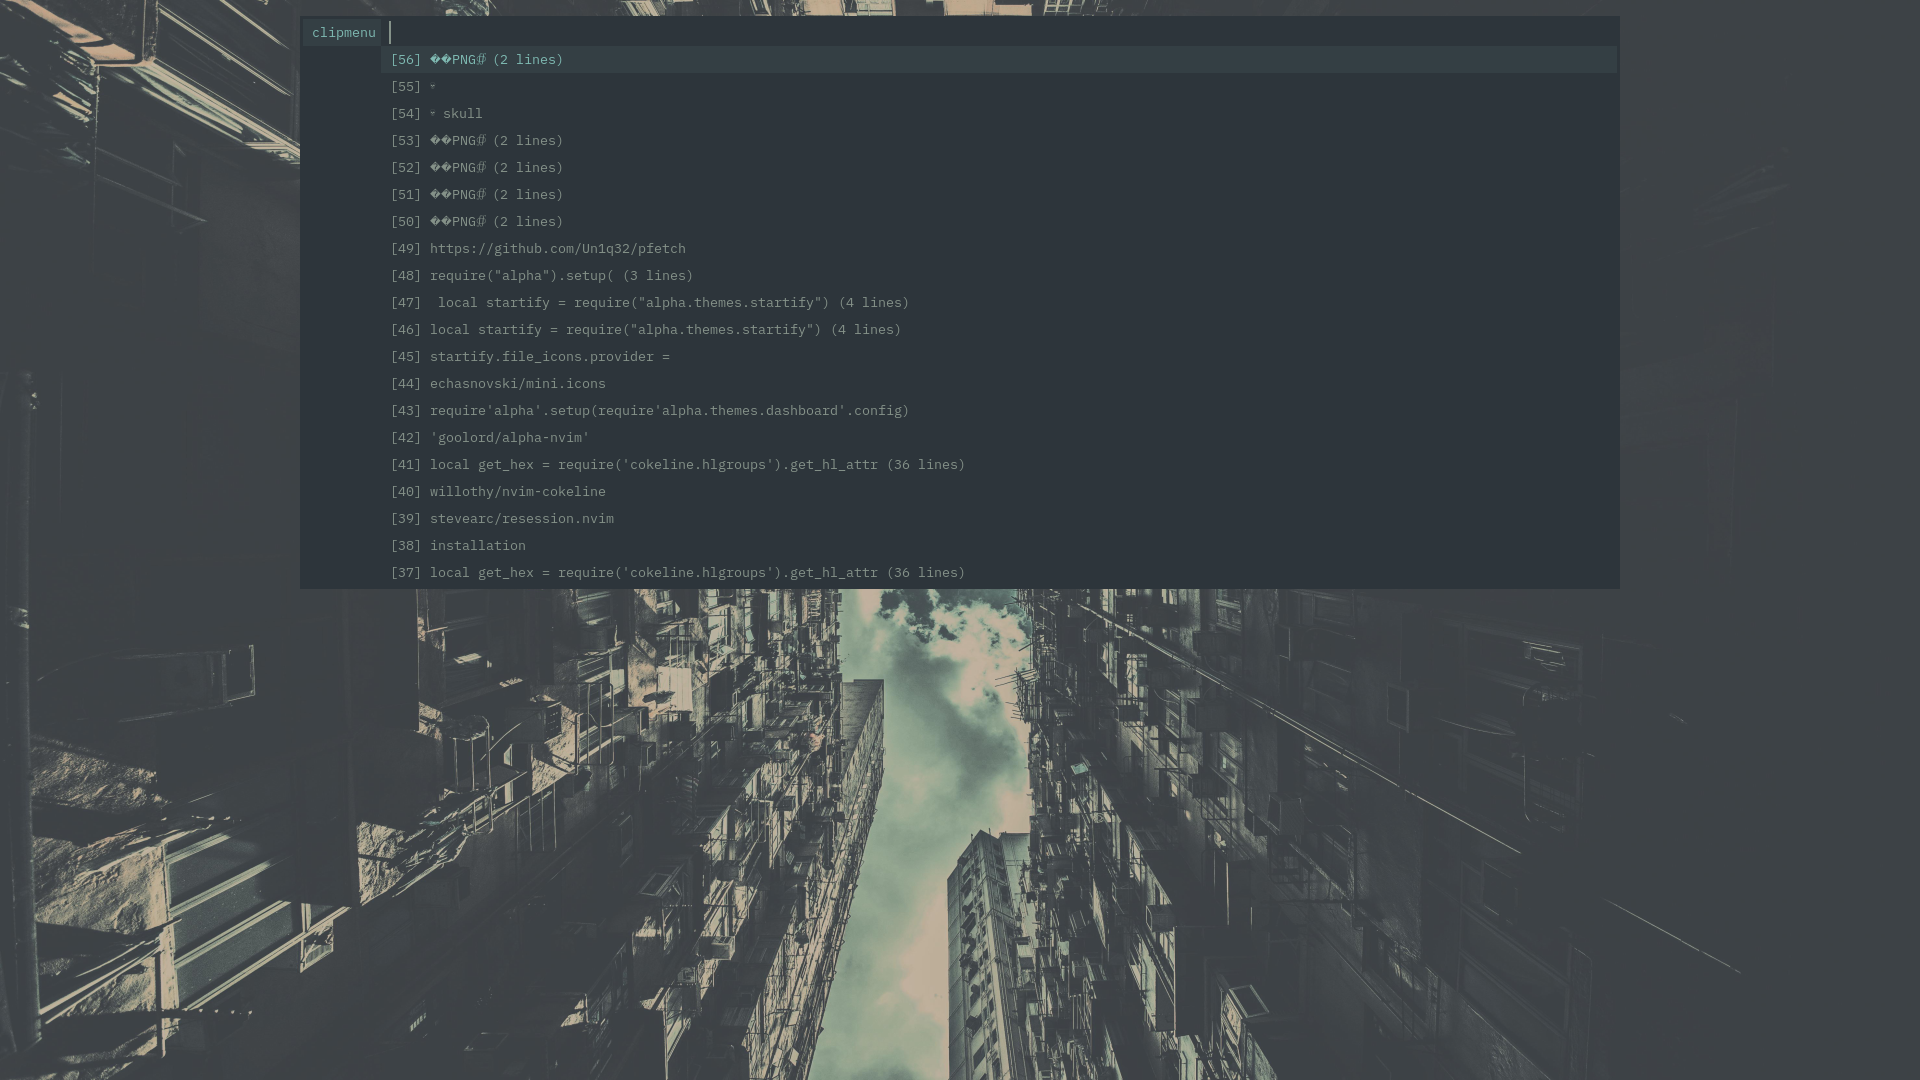 clipmenu
[56] ��PNG (2 lines)
[55]
[54] skull
[53] ��PNG (2 lines)
[52] ��PNG (2 lines)
[51] ��PNG (2 lines)
[50] ��PNG (2 lines)
[49] https://github.com/Un1q32/pfetch
[48] require("alpha").setup( (3 lines)
[47]  local startify = require("alpha.themes.startify") (4 lines)
[46] local startify = require("alpha.themes.startify") (4 lines)
[45] startify.file_icons.provider =
[44] echasnovski/mini.icons
[43] require'alpha'.setup(require'alpha.themes.dashboard'.config)
[42] 'goolord/alpha-nvim'
[41] local get_hex = require('cokeline.hlgroups').get_hl_attr (36 lines)
[40] willothy/nvim-cokeline
[39] stevearc/resession.nvim
[38] installation
[37] local get_hex = require('cokeline.hlgroups').get_hl_attr (36 lines)